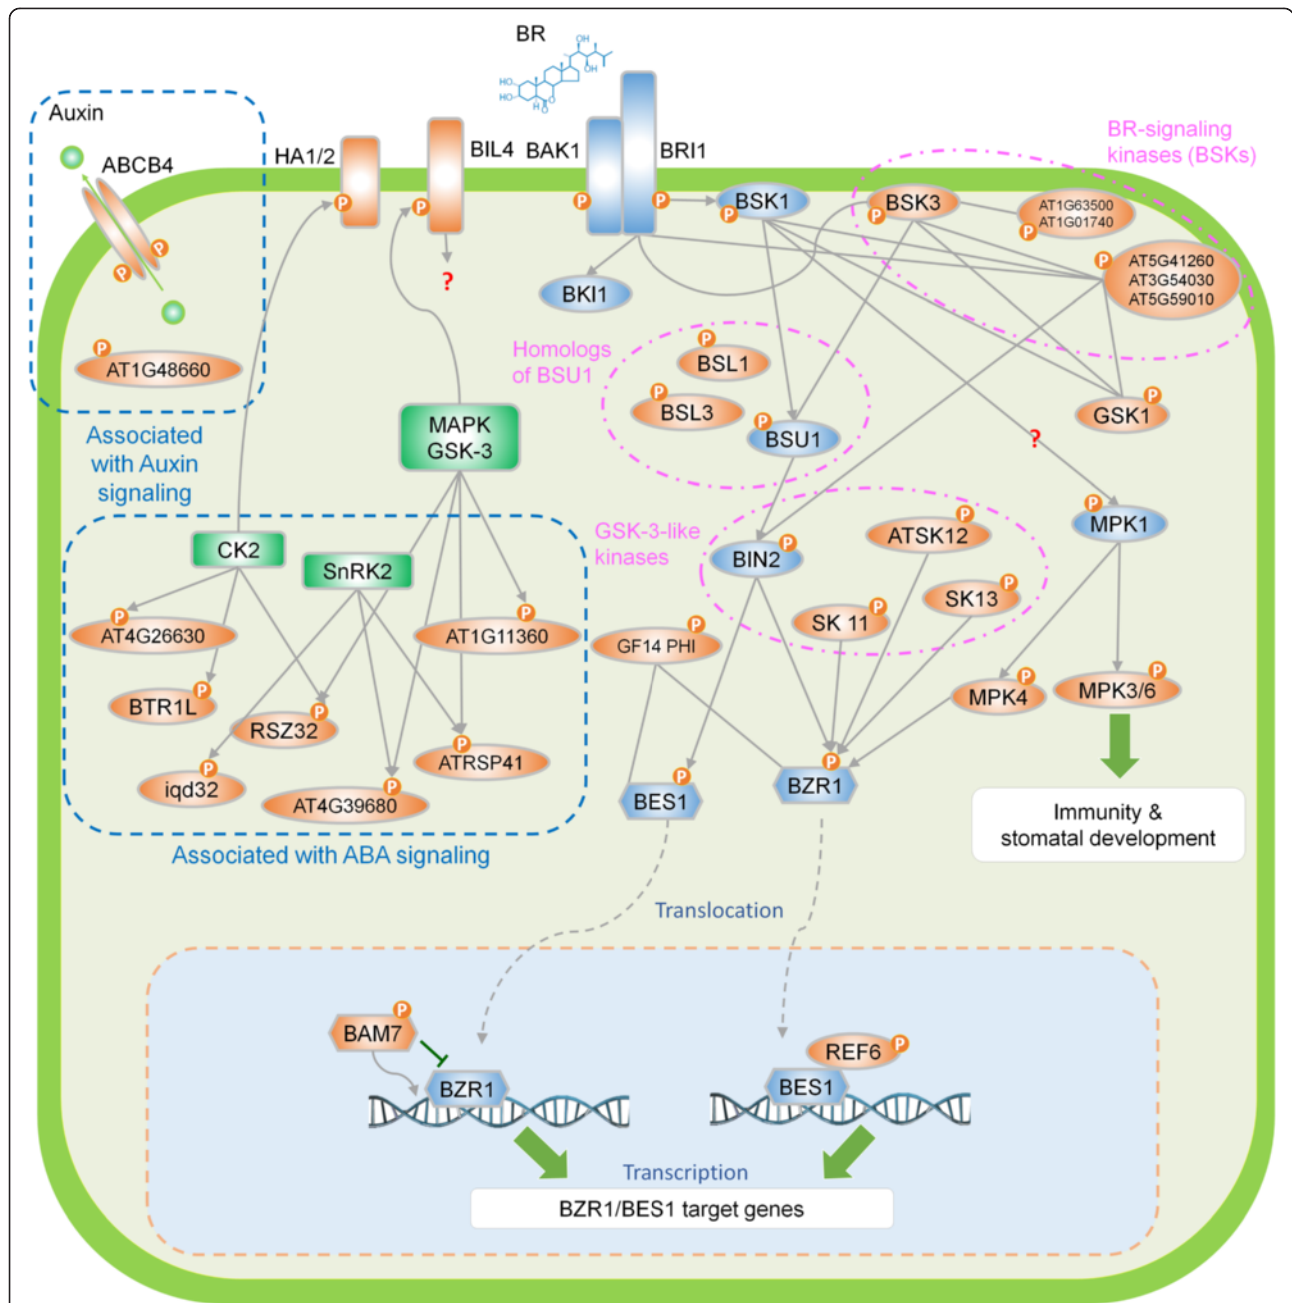 BR
OH
OH
HO
HO
H
O
O
Auxin
ABCB4
HA1/2
BIL4
BAK1
BRI1
BR-signaling
kinases (BSKs)
P
P
P
P
BSK1
P
BSK3
P
AT1G63500
AT1G01740
P
P
AT5G41260
AT3G54030
AT5G59010
P
P
?
BKI1
P
AT1G48660
Homologs
of BSU1
P
BSL1
P
BSL3
P
BSU1
P
GSK1
MAPK
GSK-3
?
Associated
with Auxin
signaling
GSK-3-like
kinases
P
ATSK12
P
MPK1
CK2
SnRK2
BIN2
P
P
SK13
P
SK 11
P
AT4G26630
P
AT1G11360
P
GF14 PHI
P
BTR1L
P
RSZ32
P
MPK4
P
MPK3/6
P
ATRSP41
P
iqd32
P
AT4G39680
P
BES1
P
BZR1
Immunity &
stomatal development
Associated with ABA signaling
Translocation
P
BAM7
REF6
P
BZR1
BES1
Transcription
BZR1/BES1 target genes